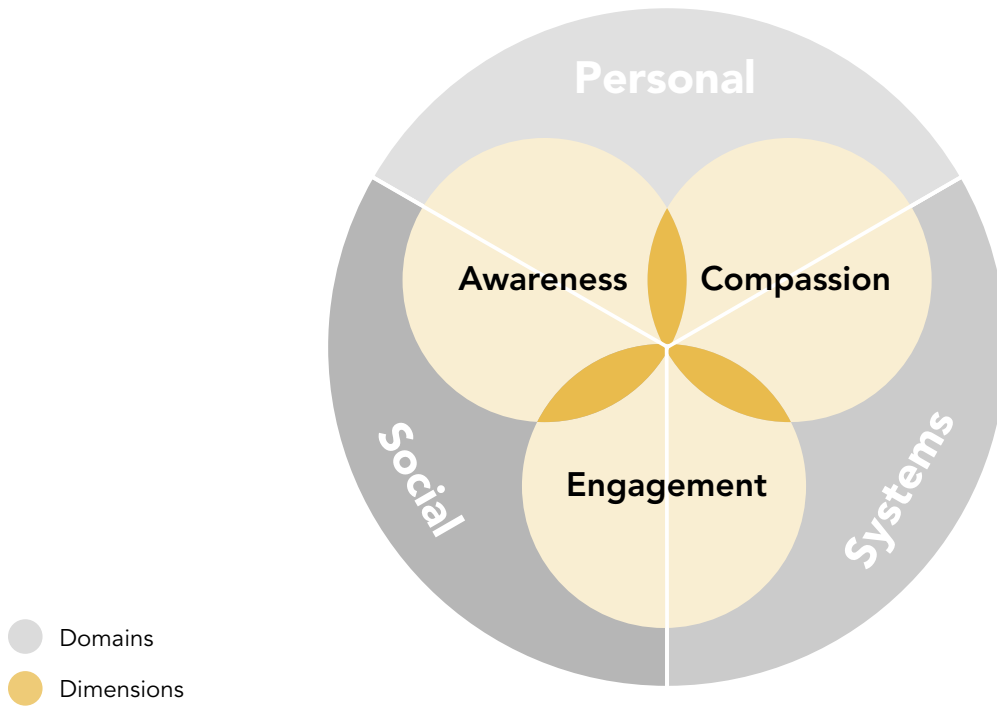 Personal
Awareness
Compassion
Social
Engagement
Systems
Domains
Dimensions